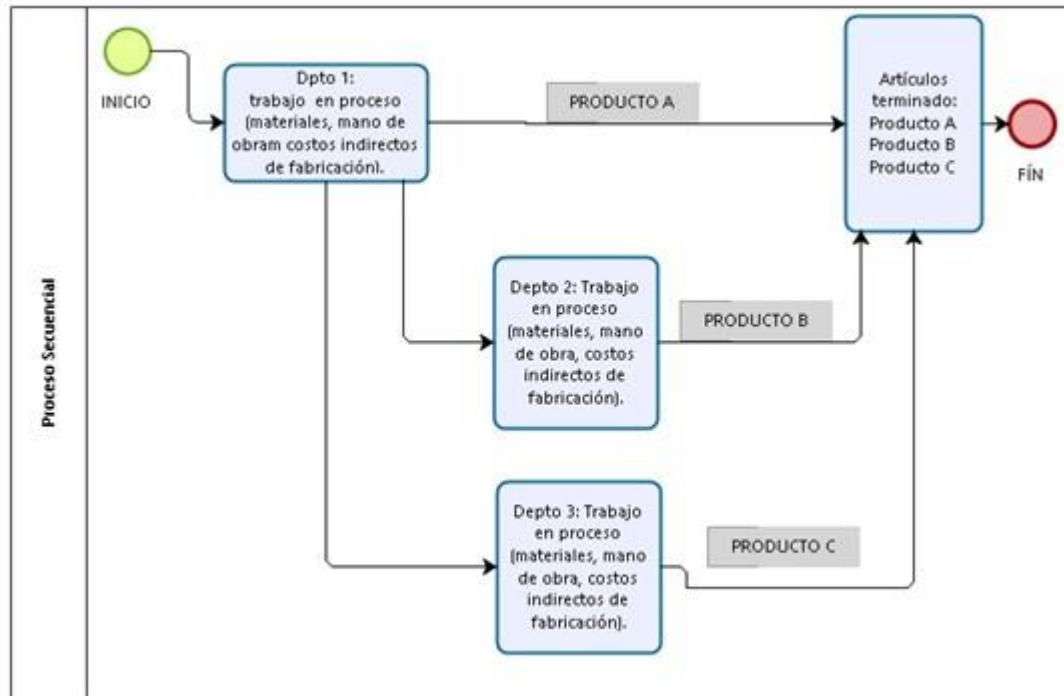 Proceso Secuencial
INICIO
Dpto 1:
trabajo en proceso
(materiales, mano de
obram costos indirectos
de fabricación).
PRODUCTO A
Artículos
terminado:
Producto A
Producto B
Producto C
FÍN
Depto 2: Trabajo
en proceso
(materiales, mano
de obra, costos
indirectos de
fabricación).
PRODUCTO B
Depto 3: Trabajo
en proceso
(materiales, mano
de obra, costos
indirectos de
fabricación).
PRODUCTO C